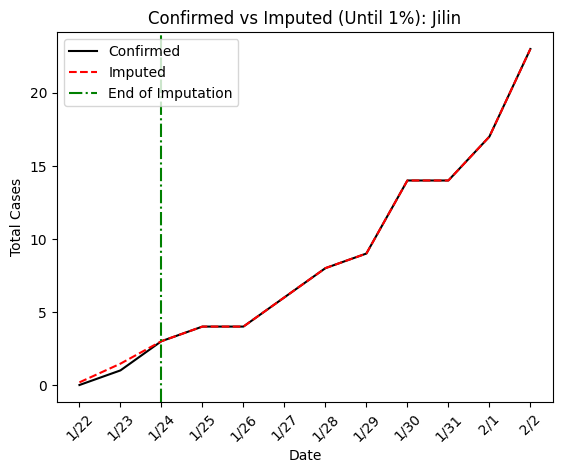 Confirmed vs Imputed (Until 1%): Jilin
Confirmed
Imputed
End of Imputation
Total Cases
20
15
10
5
0
1/22 1/23 1/24 1/25 1/26 1/27 1/28 1/29 1/30 1/31 2/1 2/2
Date